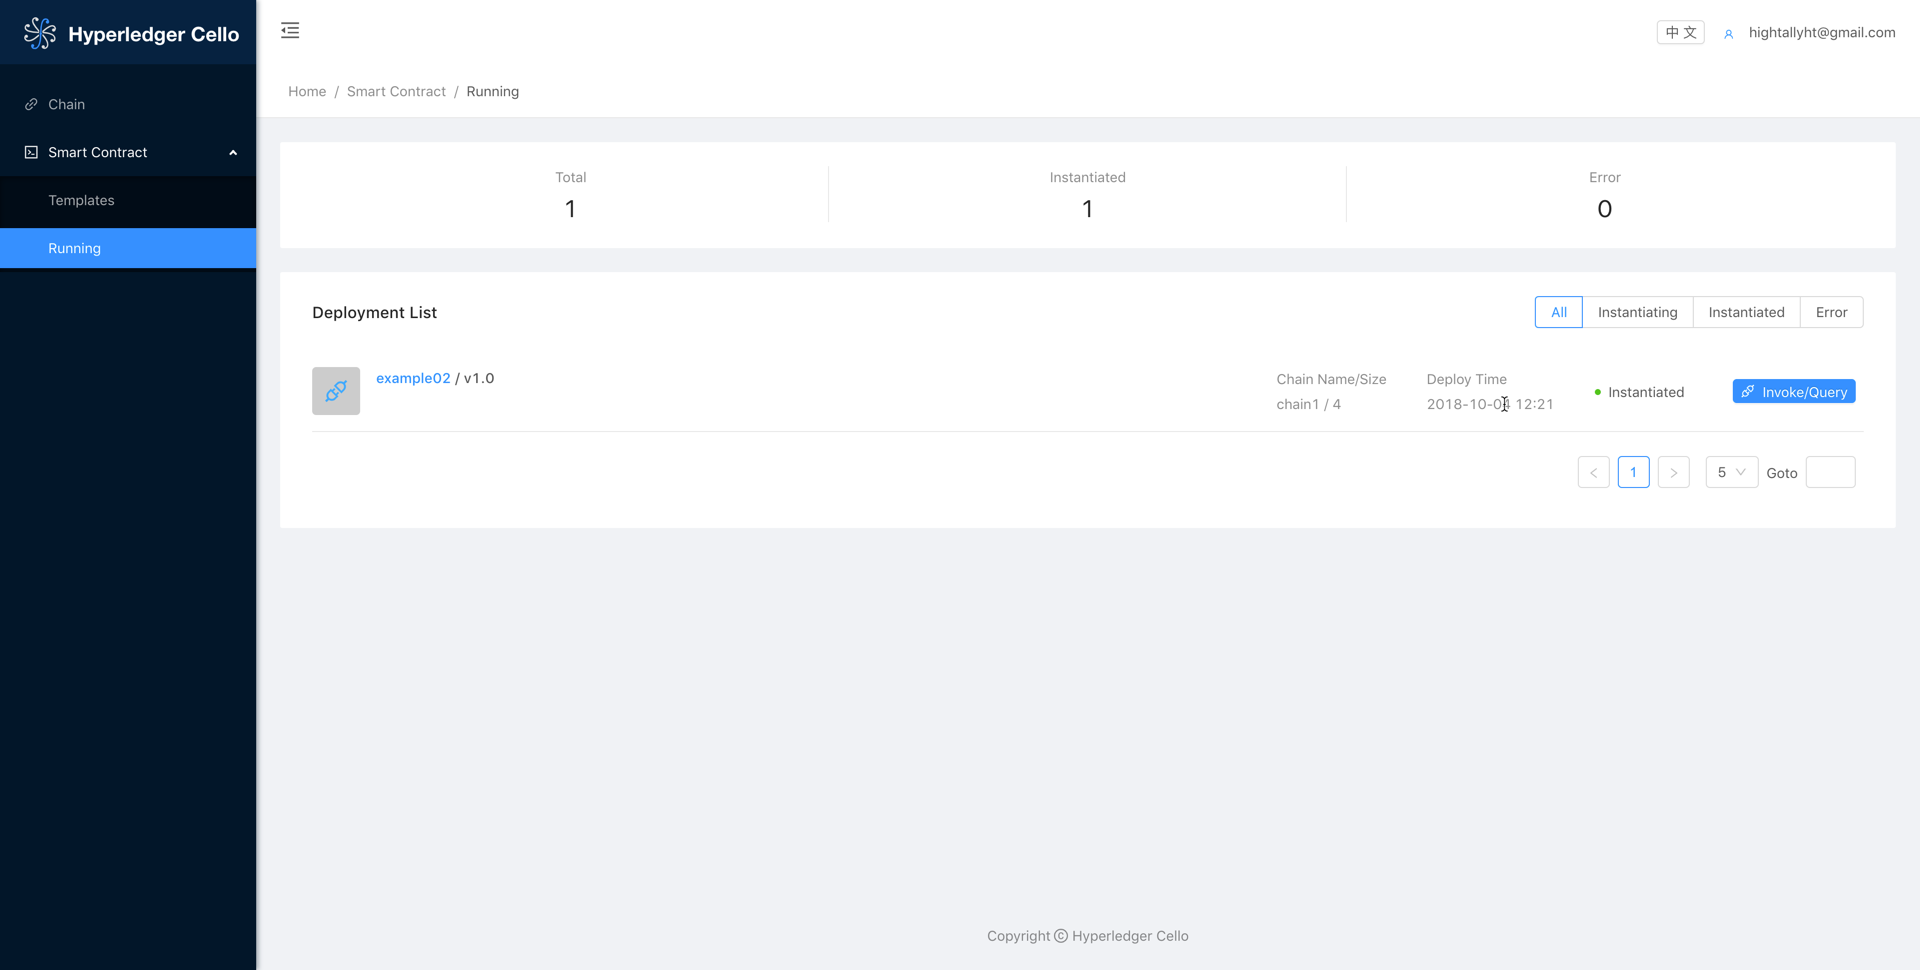 Hyperledger Cello
中 文
hightallyht@gmail.com
Chain
Smart Contract
Templates
Running
Home / Smart Contract / Running
Total
1
Instantiated
1
Error
0
Deployment List
All
Instantiating
Instantiated
Error
example02 / v1.0
Chain Name/Size
chain1 / 4
Deploy Time
2018-10-04 12:21
Instantiated
Invoke/Query
<
1
>
5
Goto
Copyright © Hyperledger Cello